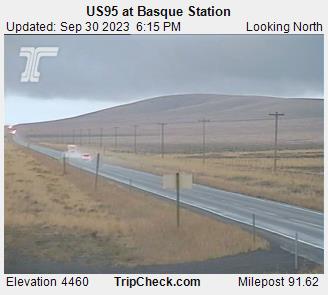 US95 at Basque Station
Updated: Sep 30 2023 6:15 PM Looking North
Elevation 4460 TripCheck.com Milepost 91.62